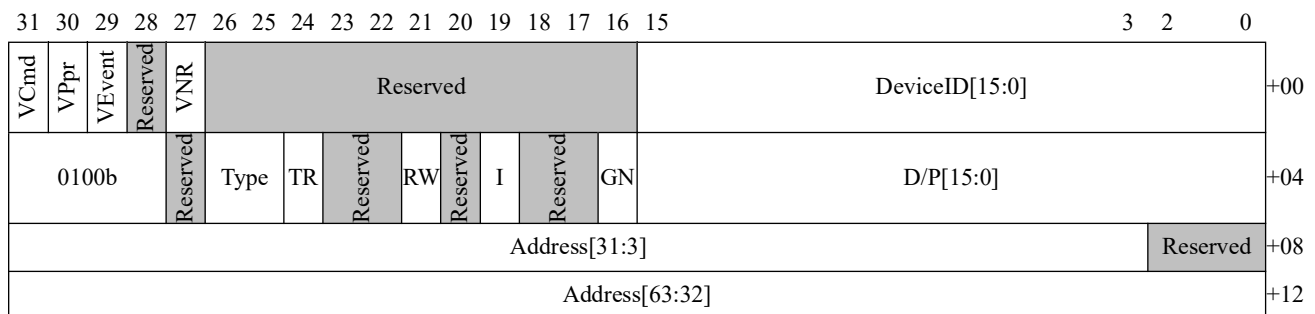 31 30 29 28 27 26 25 24 23 22 21 20 19 18 17 16 15 3 2 0
VCmd VPpr VEvent Reserved VNR Reserved DeviceID[15:0] +00
0100b Reserved Type TR Reserved RW Reserved I Reserved GN D/P[15:0] +04
Address[31:3] Reserved +08
Address[63:32] +12